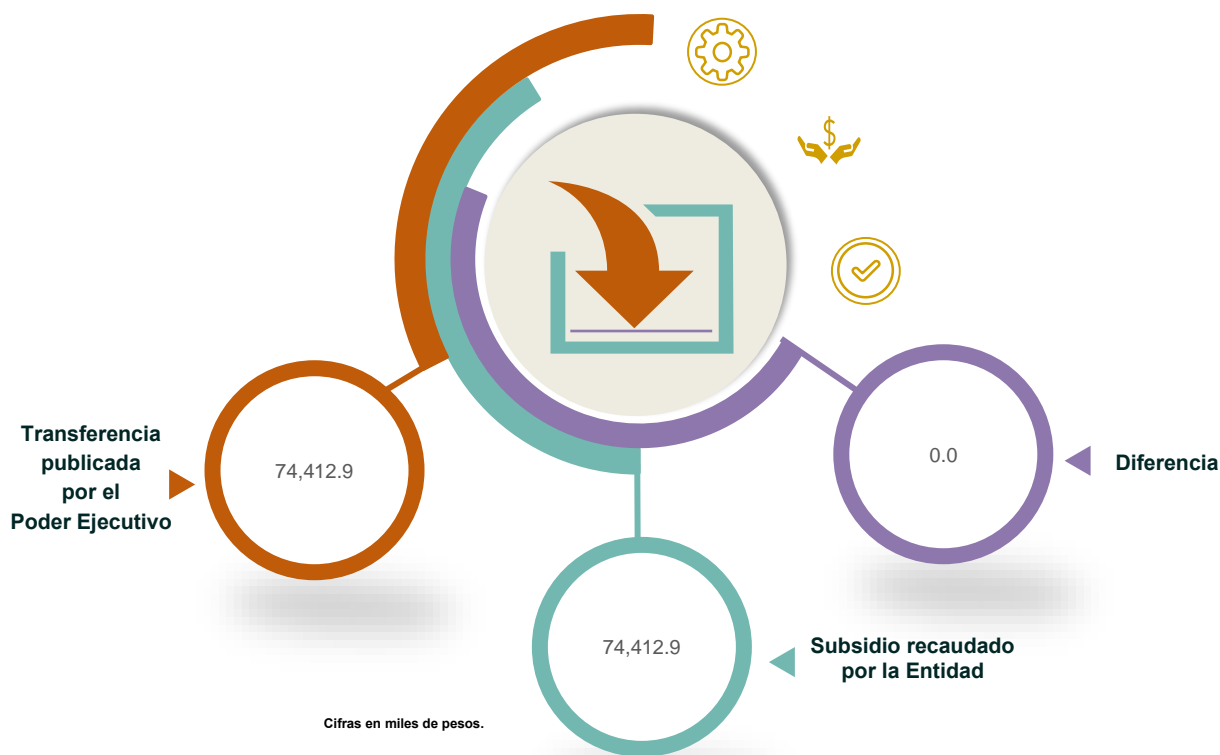 Transferencia
publicada
por el
Poder Ejecutivo
74,412.9
74,412.9
Subsidio recaudado
por la Entidad
0.0
Diferencia
Cifras en miles de pesos.
$